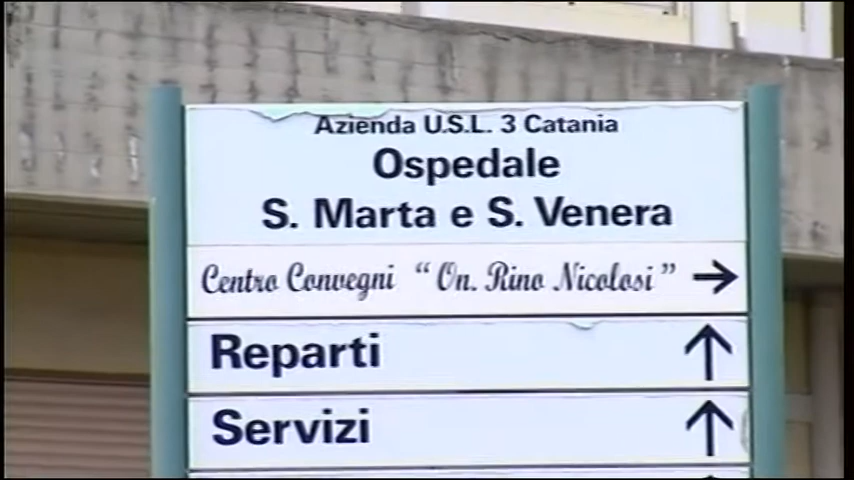 Azienda U.S.L. 3 Catania
Ospedale
S. Marta e S. Venera
Centro Convegni “On. Rino Nicolosi”
Reparti
Servizi